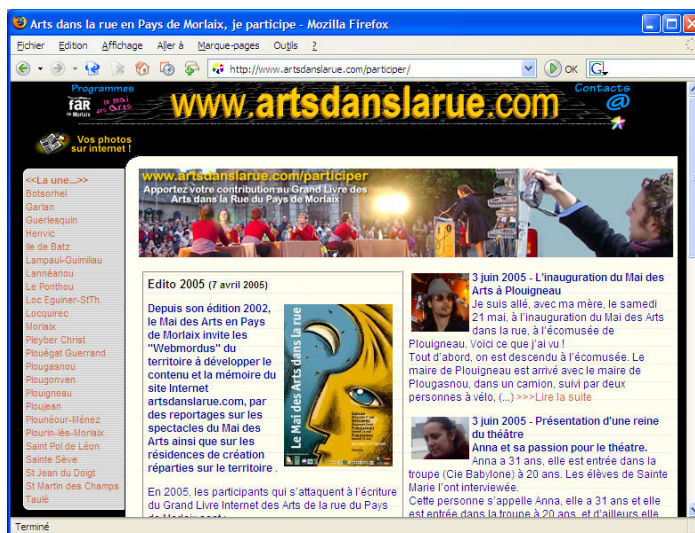 Arts dans la rue en Pays de Morlaix, je participe - Mozilla Firefox
Fichier Edition Affichage Aller à Marque-pages Outils ?
http://www.artsdanslarue.com/participer/ OK
Programmes
faR
de Morlaix
le mai des arts
www.artsdanslarue.com
Contacts
@
Vos photos
sur internet !
<<La une...>>
Botsorhel
Garlan
Guerlesquin
Henvic
Ile de Batz
Lampaul-Guimiliau
Lannéanou
Le Ponthou
Loc Eguiner-StTh.
Locquirec
Morlaix
Pleyber Christ
Plouégat Guerrand
Plougasnou
Plougonven
Plouigneau
Ploujean
Plounéour-Ménez
Plourin-lès-Morlaix
Saint Pol de Léon
Sainte Sève
St Jean du Doigt
St Martin des Champs
Taulé
www.artsdanslarue.com/participer
Apportez votre contribution au Grand Livre des
Arts dans la Rue du Pays de Morlaix
Edito 2005 (7 avril 2005)
Depuis son édition 2002,
le Mai des Arts en Pays
de Morlaix invite les
"Webmordus" du
territoire à développer le
contenu et la mémoire du
site Internet
artsdanslarue.com, par
des reportages sur les
spectacles du Mai des
Arts ainsi que sur les
résidences de création
réparties sur le territoire .
Le Mai des Arts dans la rue
En 2005, les participants qui s'attaquent à l'écriture
du Grand Livre Internet des Arts de la rue du Pays
de Morlaix sont :
3 juin 2005 - L'inauguration du Mai des
Arts à Plouigneau
Je suis allé, avec ma mère, le samedi
21 mai, à l'inauguration du Mai des Arts
dans la rue, à l'écomusée de
Plouigneau. Voici ce que j'ai vu !
Tout d'abord, on est descendu à l'écomusée. Le
maire de Plouigneau est arrivé avec le maire de
Plougasnou, dans un camion, suivi par deux
personnes à vélo, (...) >>>Lire la suite
3 juin 2005 - Présentation d'une reine
du théâtre
Anna et sa passion pour le théatre.
Anna a 31 ans, elle est entrée dans la
troupe (Cie Babylone) à 20 ans. Les élèves de Sainte
Marie l'ont interviewée.
Cette personne s'appelle Anna, elle a 31 ans et elle
est entrée dans la troupe à 20 ans, et d'ailleurs elle
Terminé